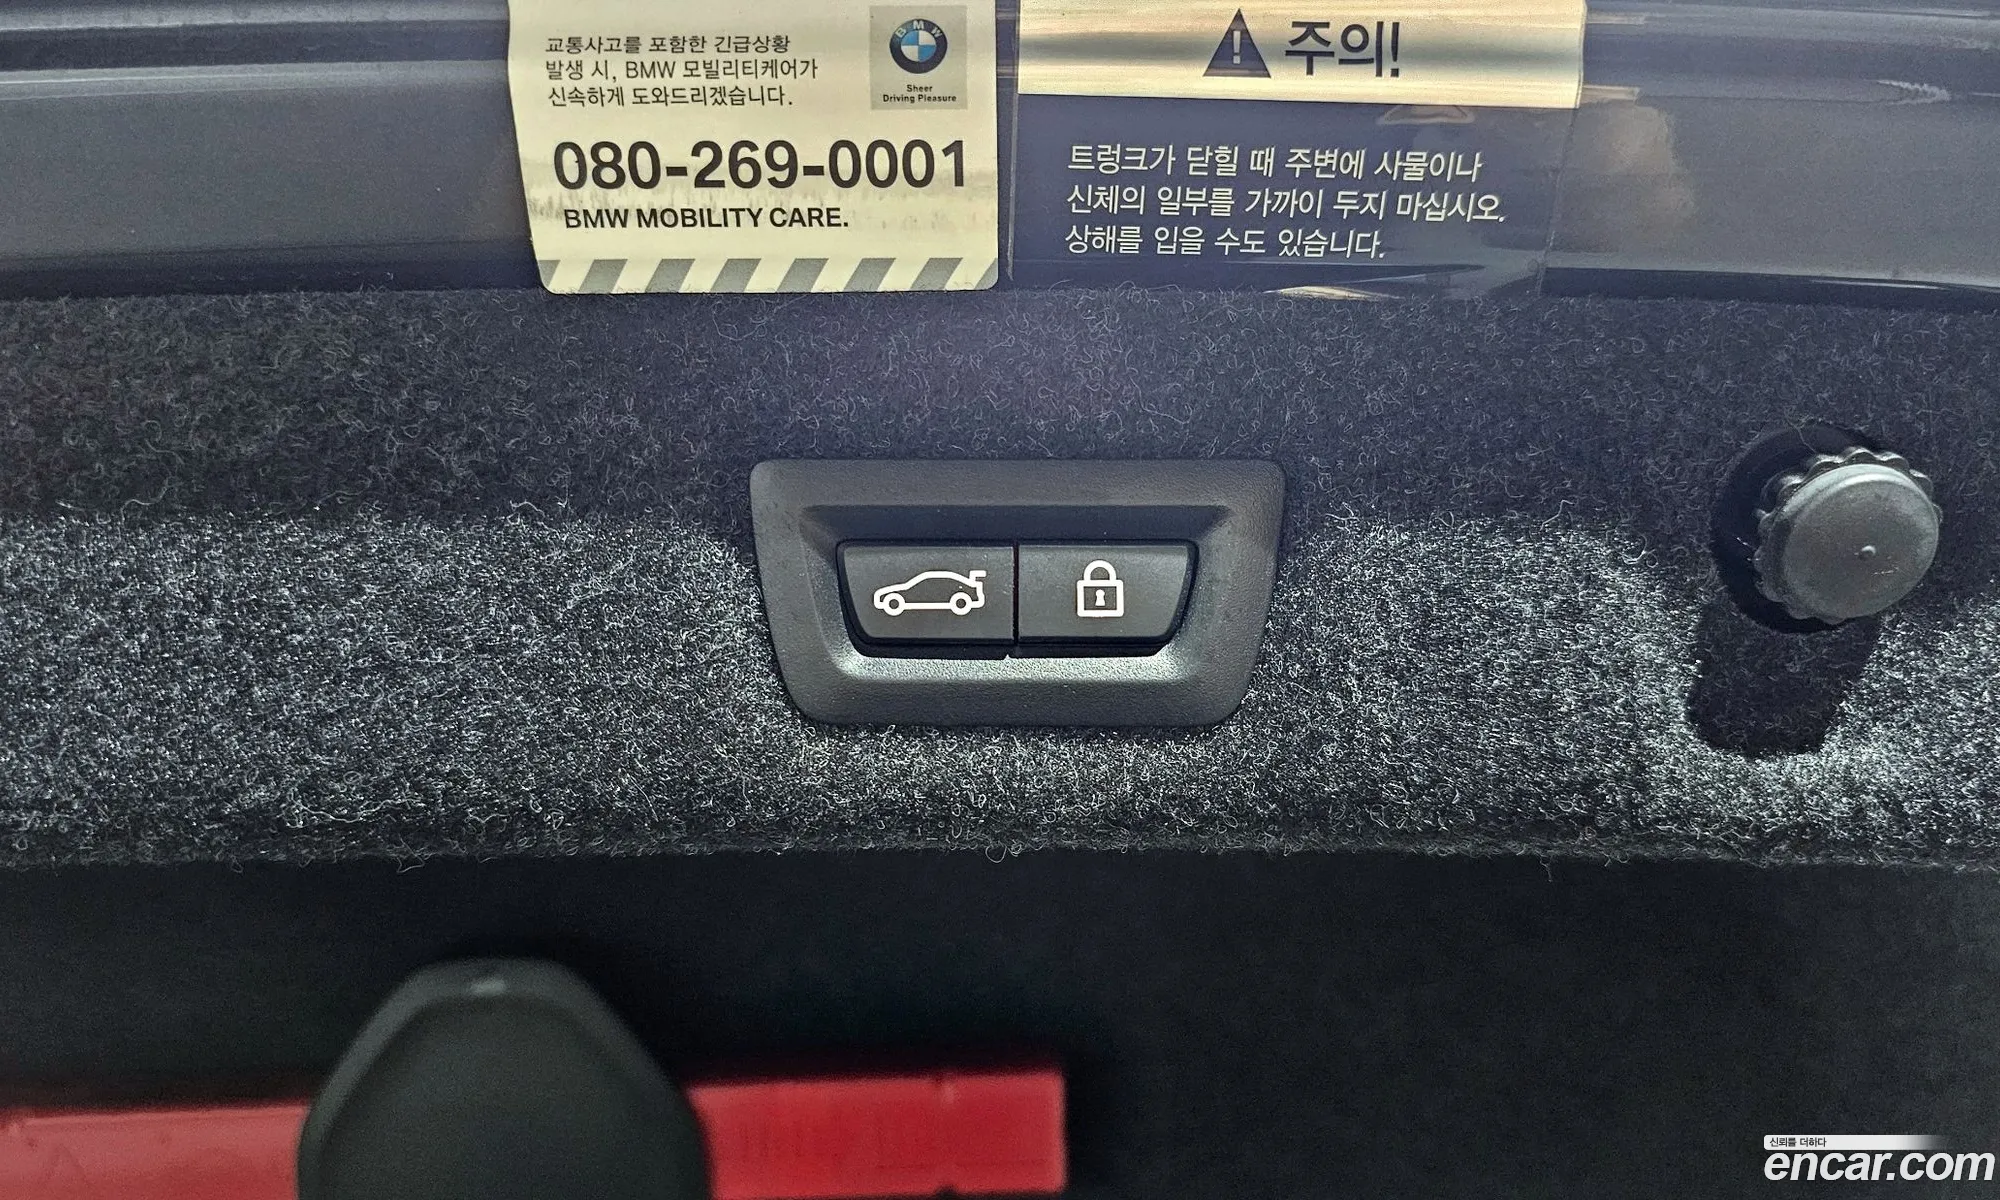 교통사고를 포함한 긴급상황
발생 시, BMW 모빌리티케어가
신속하게 도와드리겠습니다.
BMW
Sheer
Driving Pleasure
080-269-0001
BMW MOBILITY CARE.
주의!
트렁크가 닫힐 때 주변에 사물이나
신체의 일부를 가까이 두지 마십시오.
상해를 입을 수도 있습니다.
신뢰를 더하다
encar.com